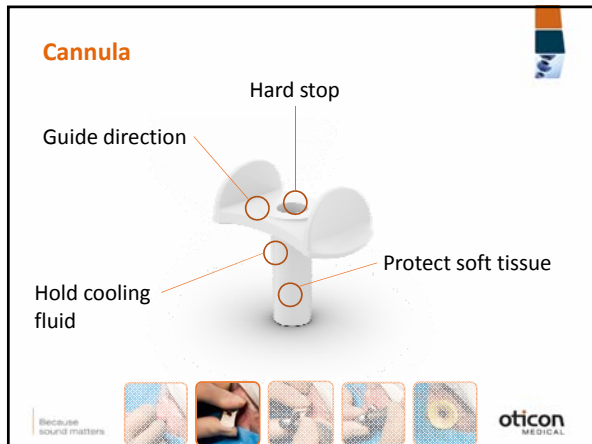 Cannula
Hard stop
Guide direction
Protect soft tissue
Hold cooling
fluid
Because
sound matters
oticon
MEDICAL